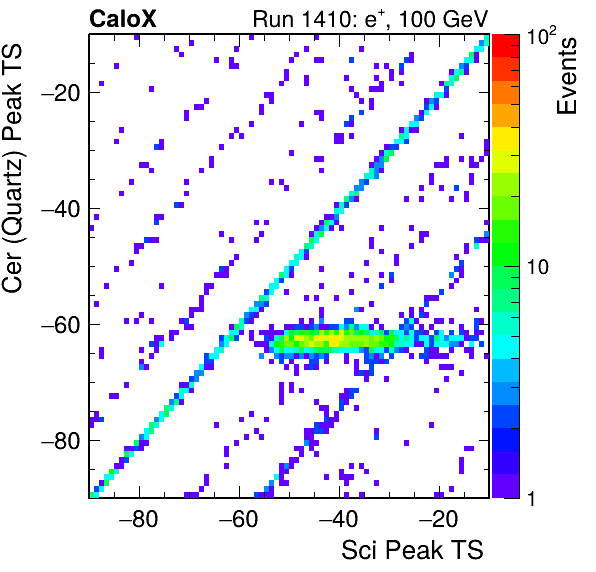 CaloX Run 1410: e⁺, 100 GeV
10²
10
1
Events
Cer (Quartz) Peak TS
−20
−40
−60
−80
−80 −60 −40 −20
Sci Peak TS